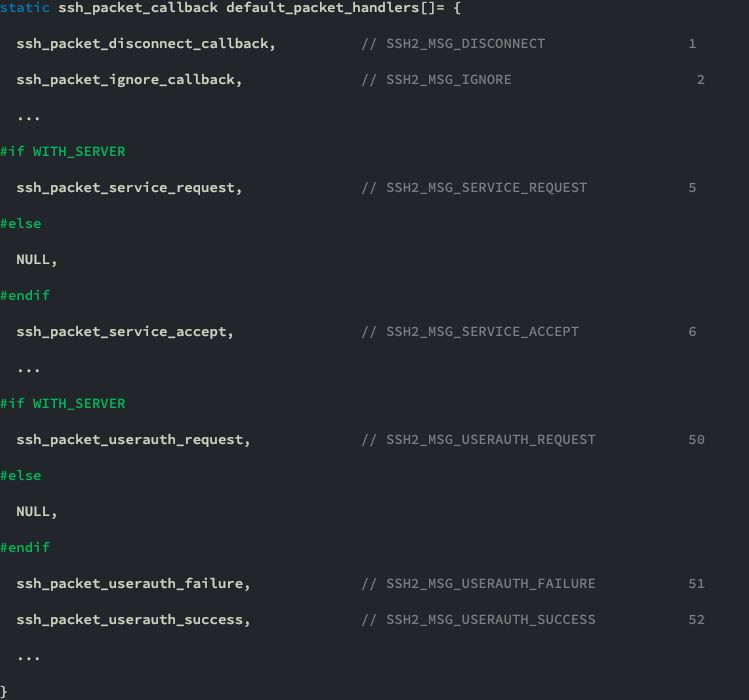 static ssh_packet_callback default_packet_handlers[]= {
ssh_packet_disconnect_callback, // SSH2_MSG_DISCONNECT 1
ssh_packet_ignore_callback, // SSH2_MSG_IGNORE 2
...
#if WITH_SERVER
ssh_packet_service_request, // SSH2_MSG_SERVICE_REQUEST 5
#else
NULL,
#endif
ssh_packet_service_accept, // SSH2_MSG_SERVICE_ACCEPT 6
...
#if WITH_SERVER
ssh_packet_userauth_request, // SSH2_MSG_USERAUTH_REQUEST 50
#else
NULL,
#endif
ssh_packet_userauth_failure, // SSH2_MSG_USERAUTH_FAILURE 51
ssh_packet_userauth_success, // SSH2_MSG_USERAUTH_SUCCESS 52
...
}